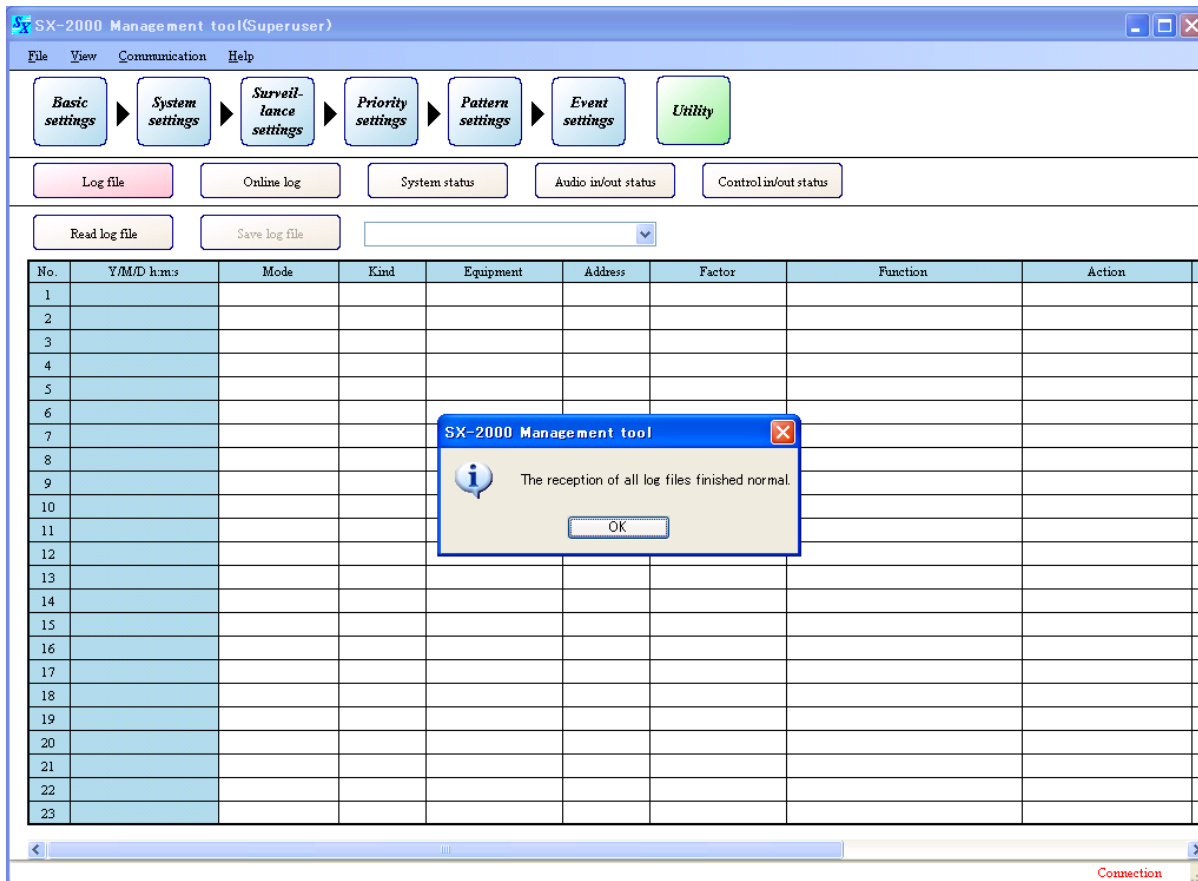 SX SX-2000 Management tool(Superuser)
File View Communication Help
Basic settings
System settings
Surveil-lance settings
Priority settings
Pattern settings
Event settings
Utility
Log file
Online log
System status
Audio in/out status
Control in/out status
Read log file
Save log file
No. Y/M/D h:m:s Mode Kind Equipment Address Factor Function Action
1
2
3
4
5
6
7
8
9
10
11
12
13
14
15
16
17
18
19
20
21
22
23
SX-2000 Management tool
The reception of all log files finished normal.
OK
Connection